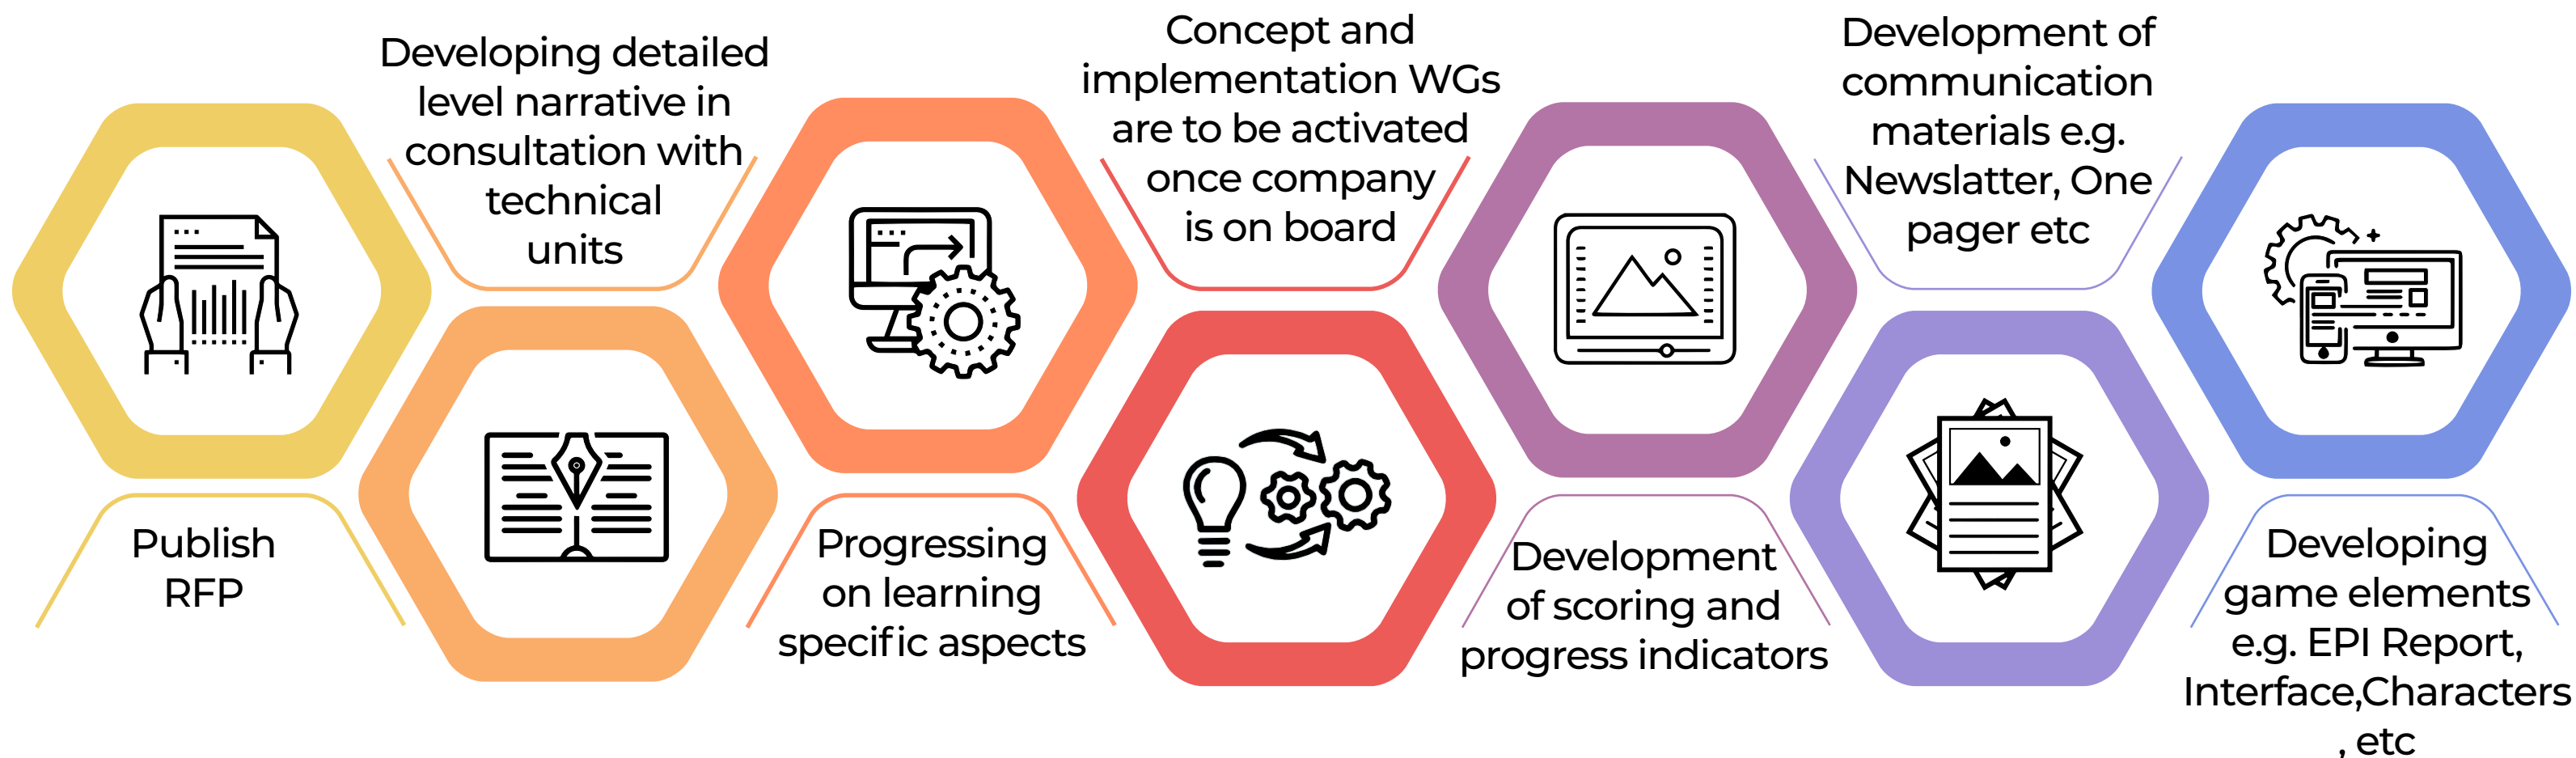 Publish
RFP
Developing detailed
level narrative in
consultation with
technical
units
Progressing
on learning
specific aspects
Concept and
implementation WGs
are to be activated
once company
is on board
Development
of scoring and
progress indicators
Development of
communication
materials e.g.
Newslatter, One
pager etc
Developing
game elements
e.g. EPI Report,
Interface,Characters
, etc